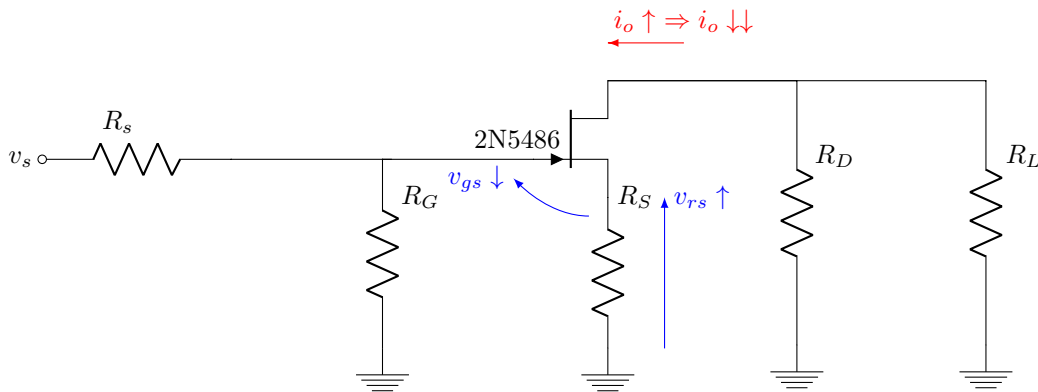 i_o ↑ ⇒ i_o ↓↓
R_s
2N5486
v_s
R_D
R_L
v_gs ↓
R_G
R_S
v_rs ↑